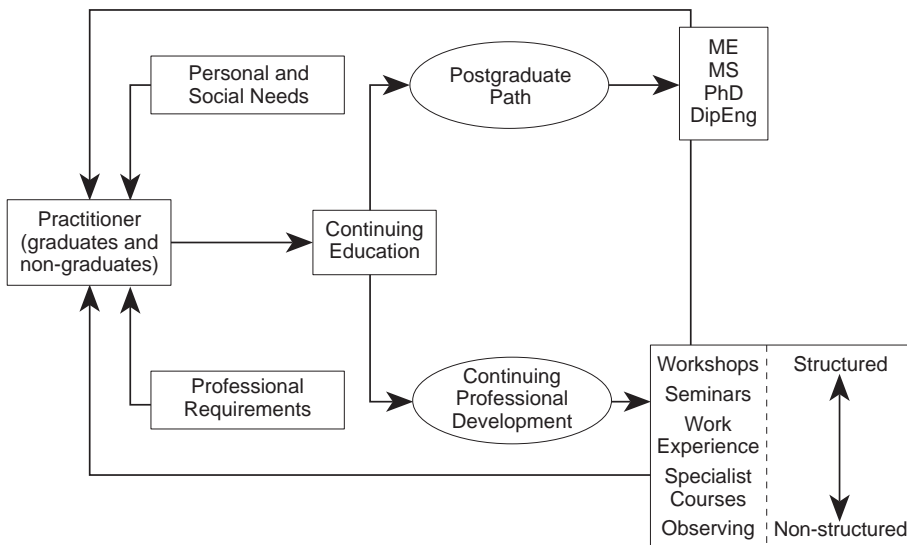 Personal and
Social Needs
Postgraduate
Path
ME
MS
PhD
DipEng
Practitioner
(graduates and
non-graduates)
Continuing
Education
Professional
Requirements
Continuing
Professional
Development
Workshops
Seminars
Work
Experience
Specialist
Courses
Observing
Structured
Non-structured